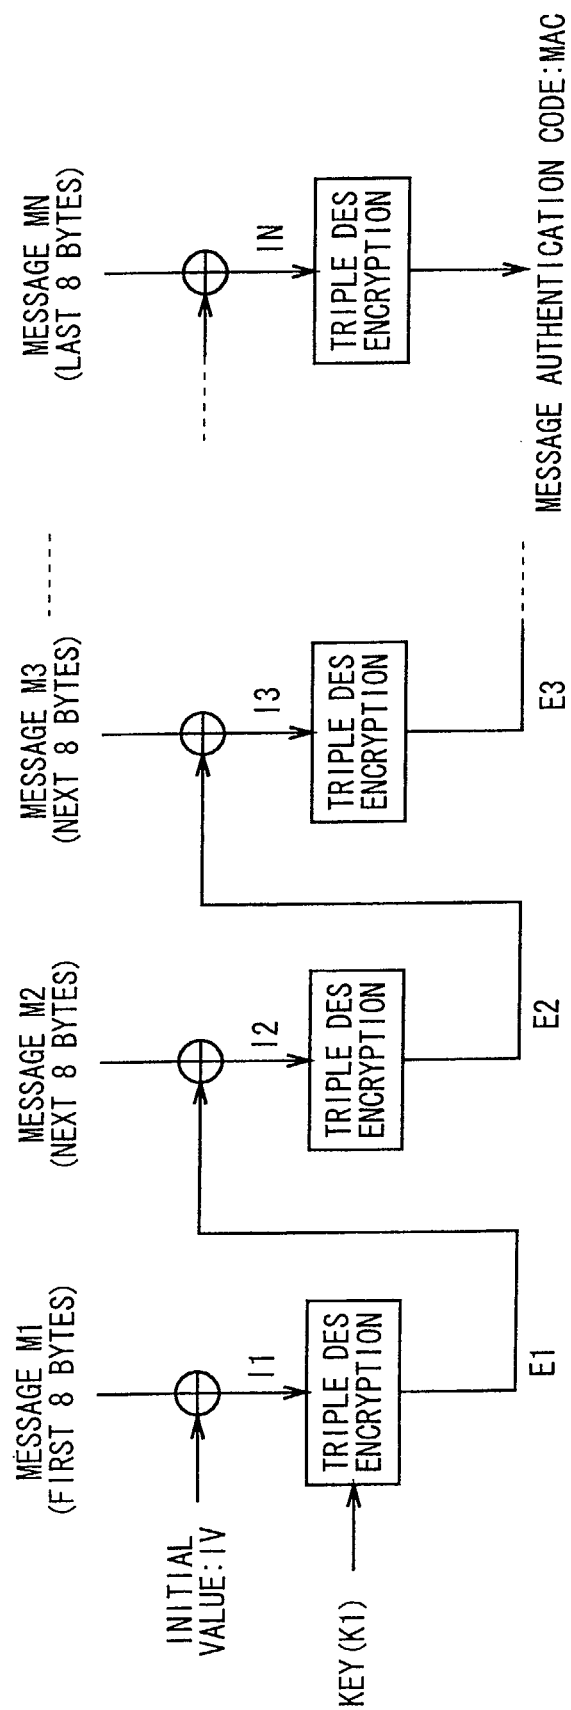 MESSAGE M1
(FIRST 8 BYTES)
MESSAGE M2
(NEXT 8 BYTES)
MESSAGE M3
(NEXT 8 BYTES)
MESSAGE MN
(LAST 8 BYTES)
INITIAL
VALUE:IV
I1
I2
I3
IN
KEY(K1)
TRIPLE DES
ENCRYPTION
TRIPLE DES
ENCRYPTION
TRIPLE DES
ENCRYPTION
TRIPLE DES
ENCRYPTION
E1
E2
E3
MESSAGE AUTHENTICATION CODE:MAC